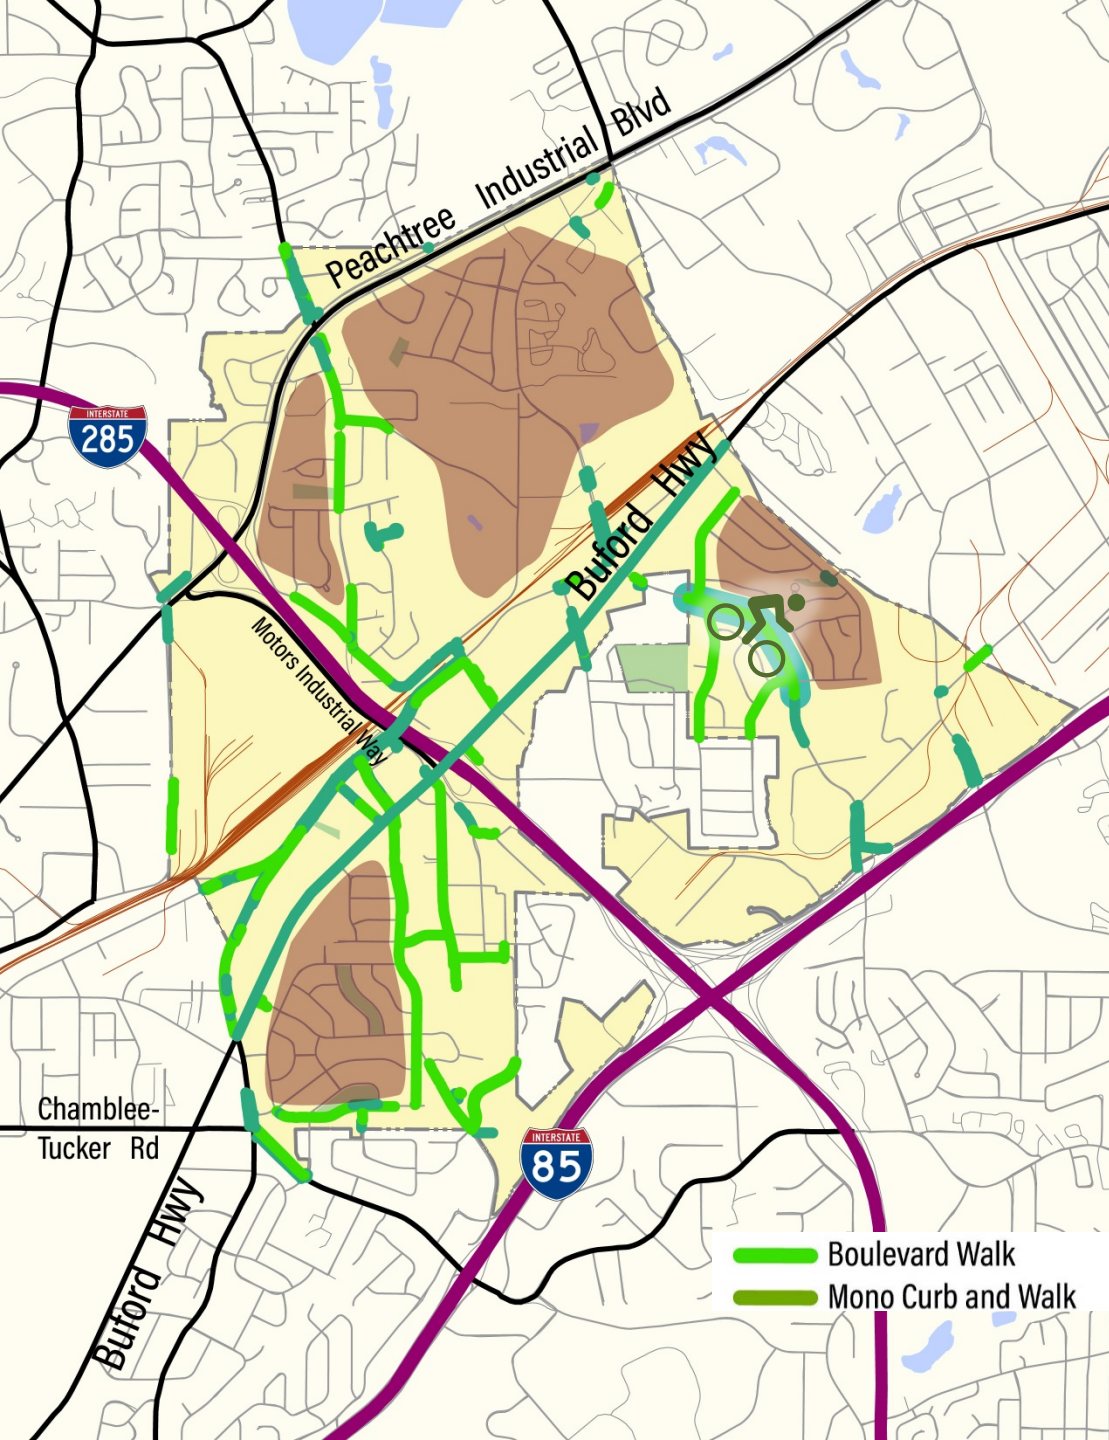 Peachtree Industrial Blvd
INTERSTATE
285
Buford Hwy
Motors Industrial Way
Chamblee-
Tucker Rd
INTERSTATE
85
Buford Hwy
Boulevard Walk
Mono Curb and Walk